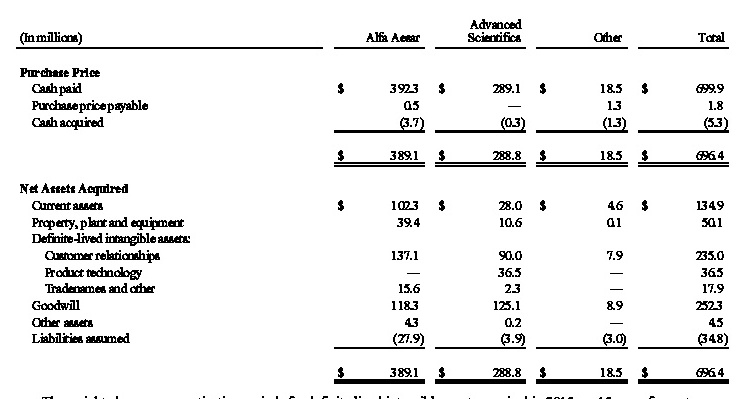 (In millions) Alfa Aesar Advanced Scientifics Other Total
Purchase Price
Cash paid $ 392.3 $ 289.1 $ 18.5 $ 699.9
Purchase price payable 0.5 — 1.3 1.8
Cash acquired (3.7) (0.3) (1.3) (5.3)
$ 389.1 $ 288.8 $ 18.5 $ 696.4
Net Assets Acquired
Current assets $ 102.3 $ 28.0 $ 4.6 $ 134.9
Property, plant and equipment 39.4 10.6 0.1 50.1
Definite-lived intangible assets:
Customer relationships 137.1 90.0 7.9 235.0
Product technology — 36.5 — 36.5
Tradenames and other 15.6 2.3 — 17.9
Goodwill 118.3 125.1 8.9 252.3
Other assets 4.3 0.2 — 4.5
Liabilities assumed (27.9) (3.9) (3.0) (34.8)
$ 389.1 $ 288.8 $ 18.5 $ 696.4